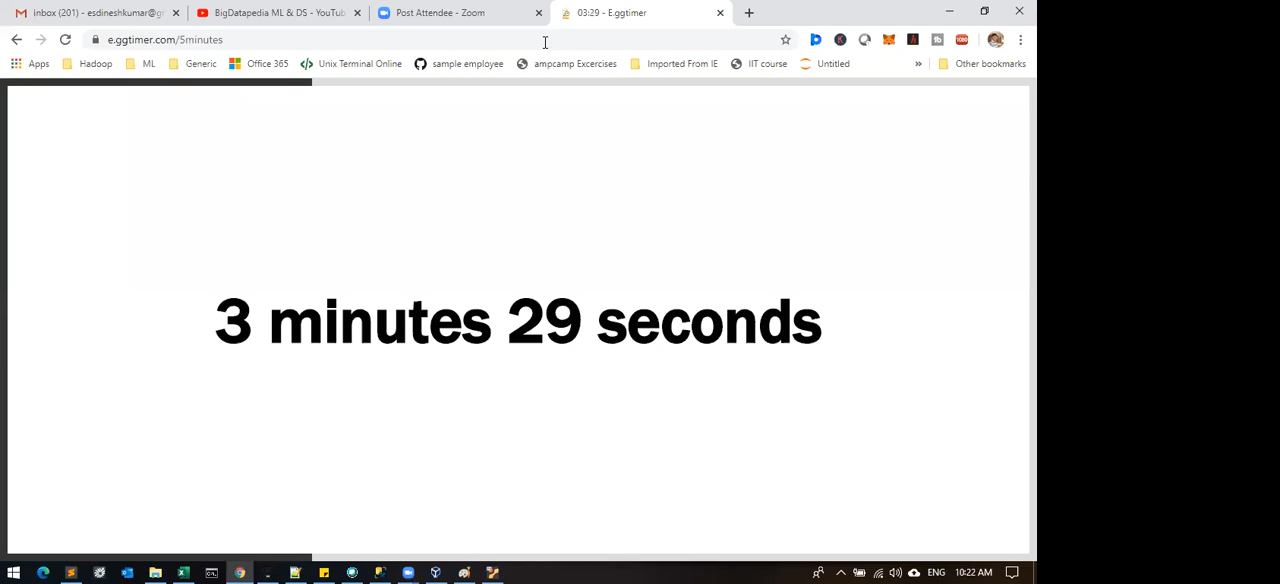 inbox (201) - esdineshkumar@gr
BigDatapedia ML & DS - YouTub
Post Attendee - Zoom
03:29 - E.ggtimer
e.ggtimer.com/5minutes
Apps Hadoop ML Generic Office 365 Unix Terminal Online sample employee ampcamp Excercises Imported From IE IIT course Untitled » Other bookmarks
3 minutes 29 seconds
ENG 10:22 AM